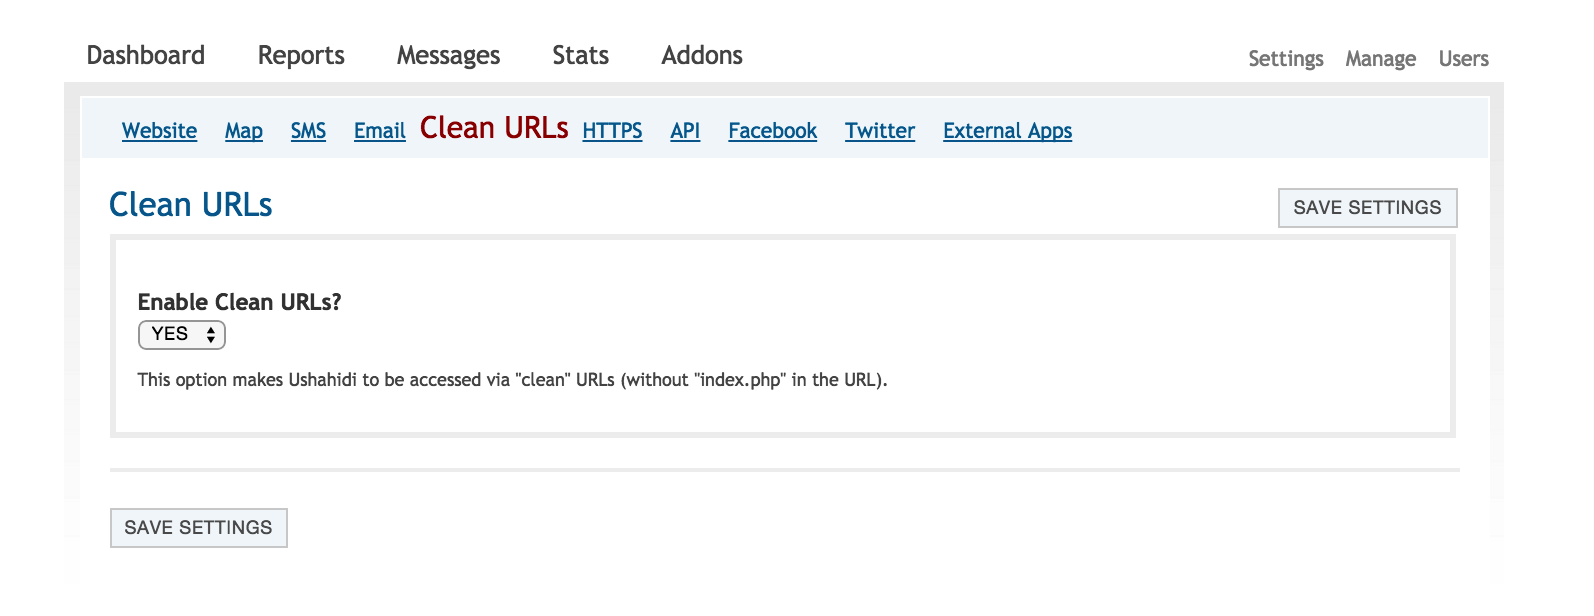 Dashboard Reports Messages Stats Addons Settings Manage Users
Website Map SMS Email Clean URLs HTTPS API Facebook Twitter External Apps
Clean URLs SAVE SETTINGS
Enable Clean URLs?
YES
This option makes Ushahidi to be accessed via "clean" URLs (without "index.php" in the URL).
SAVE SETTINGS